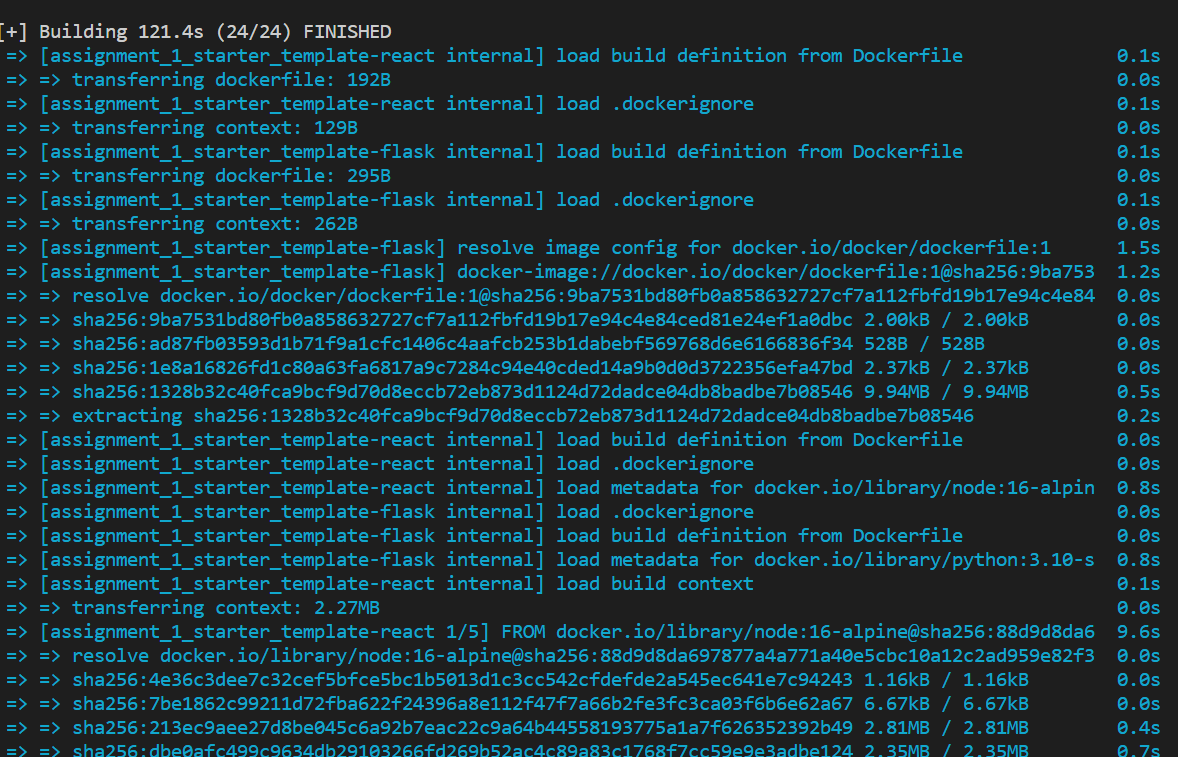 [+] Building 121.4s (24/24) FINISHED
=> [assignment_1_starter_template-react internal] load build definition from Dockerfile 0.1s
=> => transferring dockerfile: 192B 0.0s
=> [assignment_1_starter_template-react internal] load .dockerignore 0.1s
=> => transferring context: 129B 0.0s
=> [assignment_1_starter_template-flask internal] load build definition from Dockerfile 0.1s
=> => transferring dockerfile: 295B 0.0s
=> [assignment_1_starter_template-flask internal] load .dockerignore 0.1s
=> => transferring context: 262B 0.0s
=> [assignment_1_starter_template-flask] resolve image config for docker.io/docker/dockerfile:1 1.5s
=> [assignment_1_starter_template-flask] docker-image://docker.io/docker/dockerfile:1@sha256:9ba753 1.2s
=> => resolve docker.io/docker/dockerfile:1@sha256:9ba7531bd80fb0a858632727cf7a112fbfd19b17e94c4e84 0.0s
=> => sha256:9ba7531bd80fb0a858632727cf7a112fbfd19b17e94c4e84ced81e24ef1a0dbc 2.00kB / 2.00kB 0.0s
=> => sha256:ad87fb03593d1b71f9a1cfc1406c4aafcb253b1dabebf569768d6e6166836f34 528B / 528B 0.0s
=> => sha256:1e8a16826fd1c80a63fa6817a9c7284c94e40cded14a9b0d0d3722356efa47bd 2.37kB / 2.37kB 0.0s
=> => sha256:1328b32c40fca9bcf9d70d8eccb72eb873d1124d72dadce04db8badbe7b08546 9.94MB / 9.94MB 0.5s
=> => extracting sha256:1328b32c40fca9bcf9d70d8eccb72eb873d1124d72dadce04db8badbe7b08546 0.2s
=> [assignment_1_starter_template-react internal] load build definition from Dockerfile 0.0s
=> [assignment_1_starter_template-react internal] load .dockerignore 0.0s
=> [assignment_1_starter_template-react internal] load metadata for docker.io/library/node:16-alpin 0.8s
=> [assignment_1_starter_template-flask internal] load .dockerignore 0.0s
=> [assignment_1_starter_template-flask internal] load build definition from Dockerfile 0.0s
=> [assignment_1_starter_template-flask internal] load metadata for docker.io/library/python:3.10-s 0.8s
=> [assignment_1_starter_template-react internal] load build context 0.1s
=> => transferring context: 2.27MB 0.0s
=> [assignment_1_starter_template-react 1/5] FROM docker.io/library/node:16-alpine@sha256:88d9d8da6 9.6s
=> => resolve docker.io/library/node:16-alpine@sha256:88d9d8da697877a4a771a40e5cbc10a12c2ad959e82f3 0.0s
=> => sha256:4e36c3dee7c32cef5bfce5bc1b5013d1c3cc542cfdefde2a545ec641e7c94243 1.16kB / 1.16kB 0.0s
=> => sha256:7be1862c99211d72fba622f24396a8e112f47f7a66b2fe3fc3ca03f6b6e62a67 6.67kB / 6.67kB 0.0s
=> => sha256:213ec9aee27d8be045c6a92b7eac22c9a64b44558193775a1a7f626352392b49 2.81MB / 2.81MB 0.4s
=> => sha256:dbe0afc499c9634db29103266fd269b52ac4c89a83c1768f7cc59e9e3adbe124 2.35MB / 2.35MB 0.7s